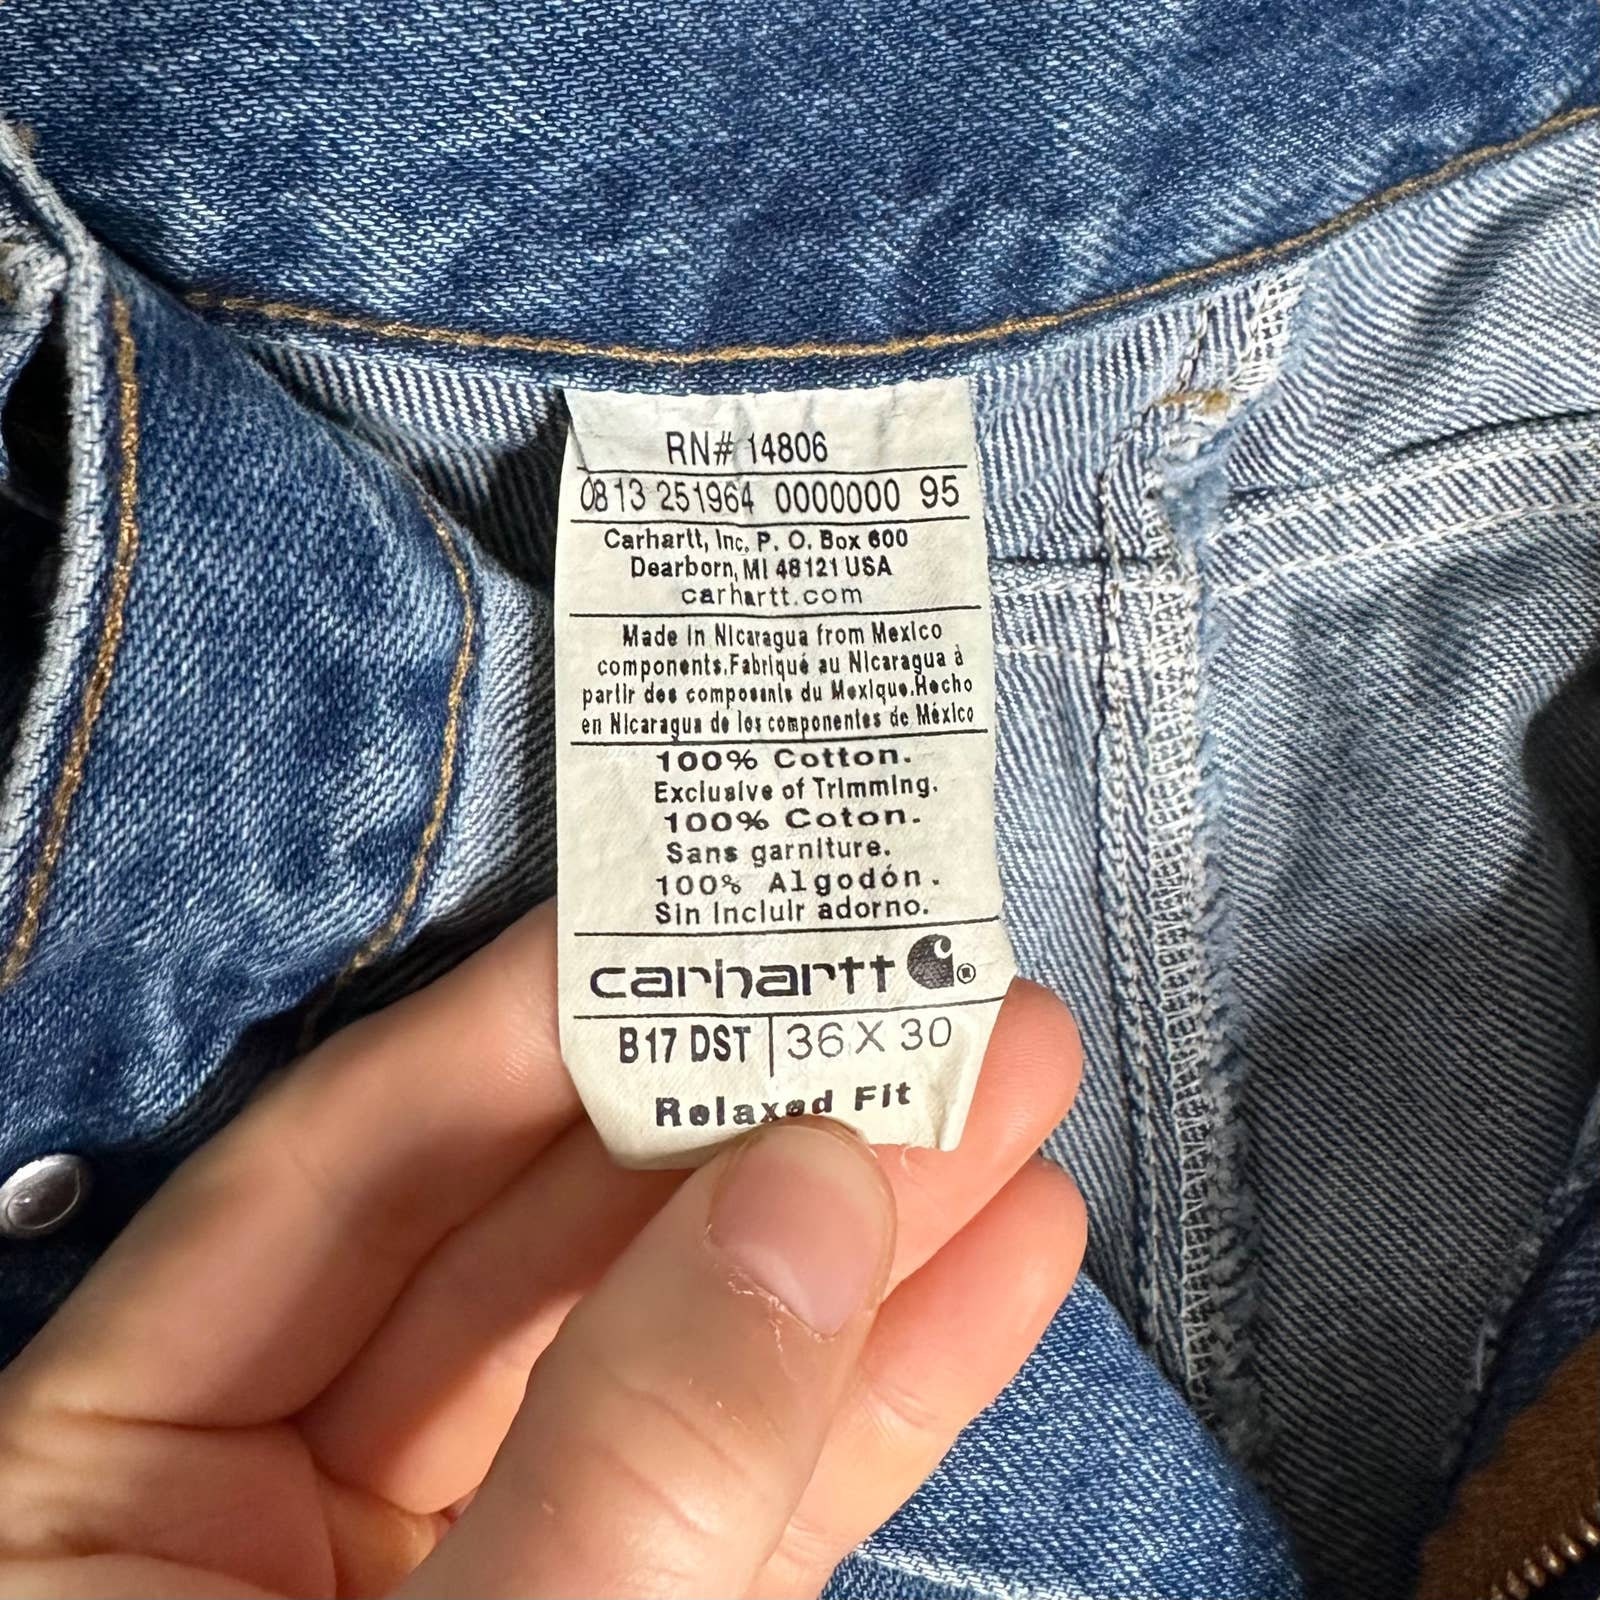 RN# 14806
0813 251964 0000000 95
Carhartt, Inc. P. O. Box 600
Dearborn, MI 48121 USA
carhartt.com
Made in Nicaragua from Mexico
components.Fabriqué au Nicaragua à
partir des composants du Mexique.Hecho
en Nicaragua de los componentes de México
100% Cotton.
Exclusive of Trimming.
100% Coton.
Sans garniture.
100% Algodón.
Sin Incluir adorno.
carhartt ®
B17 DST | 36 X 30
Relaxed Fit